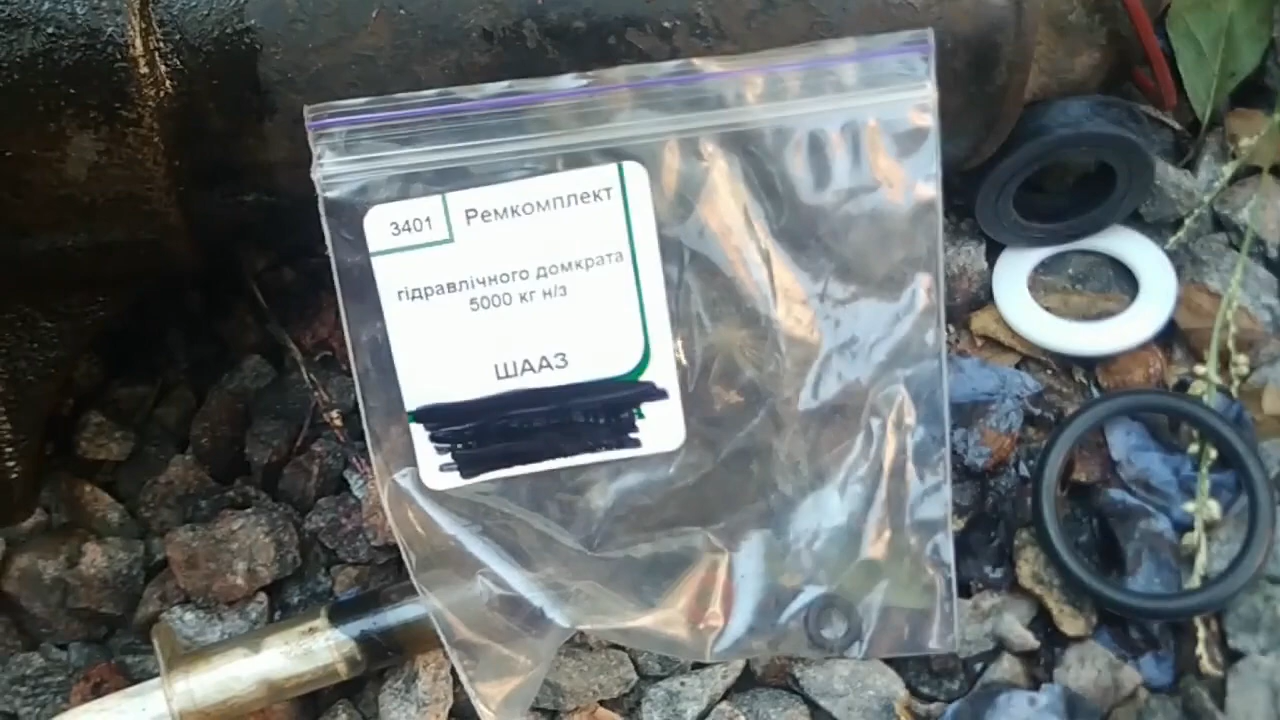 3401
Ремкомплект
гідравлічного домкрата
5000 кг н/з
ШААЗ